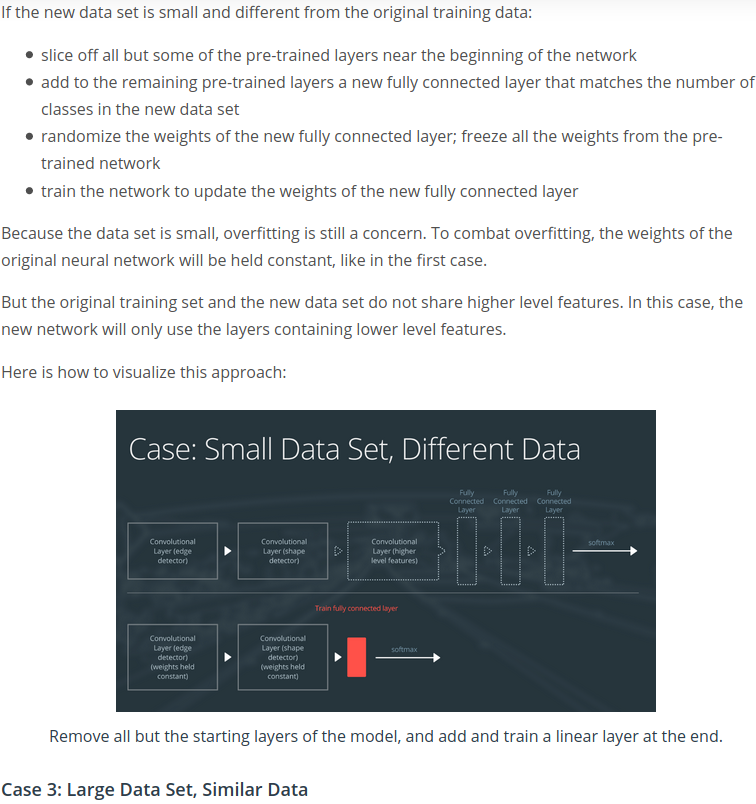 If the new data set is small and different from the original training data:
slice off all but some of the pre-trained layers near the beginning of the network
add to the remaining pre-trained layers a new fully connected layer that matches the number of
classes in the new data set
randomize the weights of the new fully connected layer; freeze all the weights from the pre-
trained network
train the network to update the weights of the new fully connected layer
Because the data set is small, overfitting is still a concern. To combat overfitting, the weights of the
original neural network will be held constant, like in the first case.
But the original training set and the new data set do not share higher level features. In this case, the
new network will only use the layers containing lower level features.
Here is how to visualize this approach:
Case: Small Data Set, Different Data
Fully
Connected
Layer
Fully
Connected
Layer
Fully
Connected
Layer
Convolutional
Layer (edge
detector)
Convolutional
Layer (shape
detector)
Convolutional
Layer (higher
level features)
softmax
Train fully connected layer
Convolutional
Layer (edge
detector)
(weights held
constant)
Convolutional
Layer (shape
detector)
(weights held
constant)
softmax
Remove all but the starting layers of the model, and add and train a linear layer at the end.
Case 3: Large Data Set, Similar Data